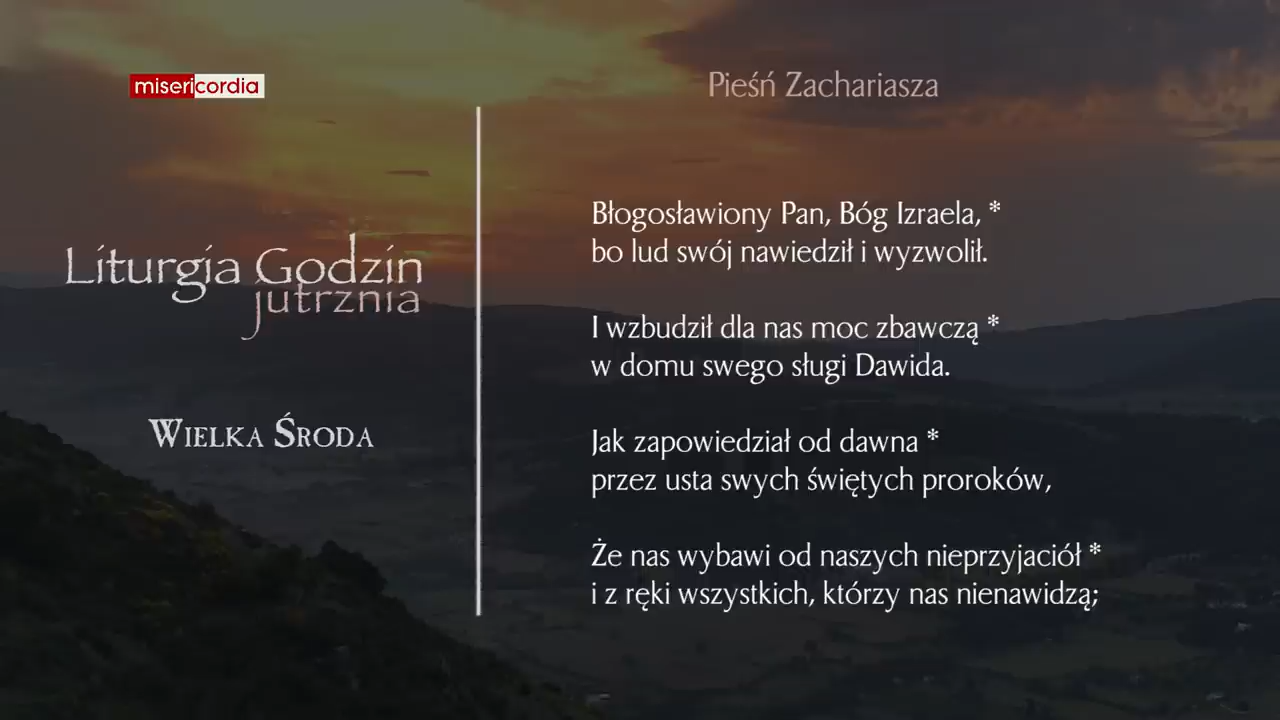 misericordia
Liturgia Godzin
jutrznia
Wielka Środa
Pieśń Zachariasza
Błogosławiony Pan, Bóg Izraela, *
bo lud swój nawiedził i wyzwolił.
I wzbudził dla nas moc zbawczą *
w domu swego sługi Dawida.
Jak zapowiedział od dawna *
przez usta swych świętych proroków,
Że nas wybawi od naszych nieprzyjaciół *
i z ręki wszystkich, którzy nas nienawidzą;